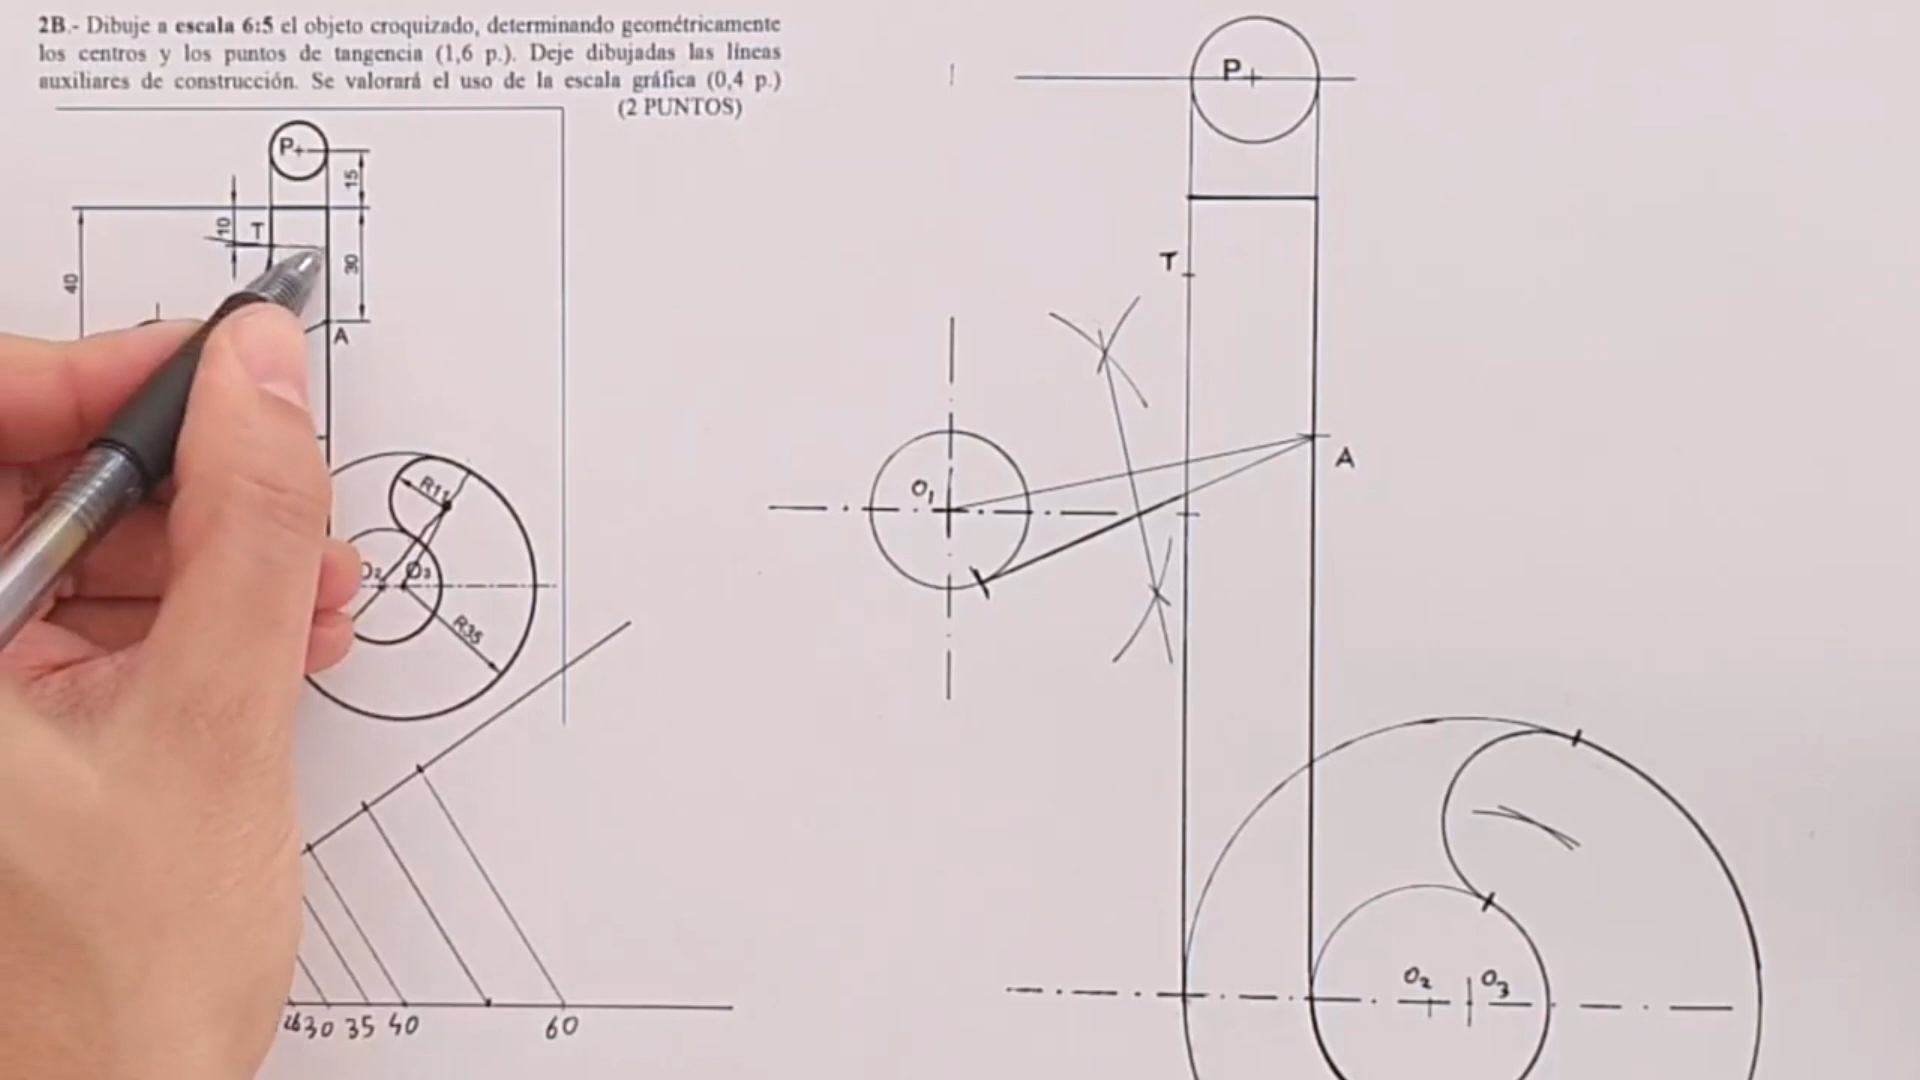 2B.- Dibuje a escala 6:5 el objeto croquizado, determinando geométricamente
los centros y los puntos de tangencia (1,6 p.). Deje dibujadas las líneas
auxiliares de construcción. Se valorará el uso de la escala gráfica (0,4 p.)
(2 PUNTOS)
P
15
10
T
40
30
A
R11
O2 O3
R35
26 30 35 40 60
P
T
A
O1
O2 O3